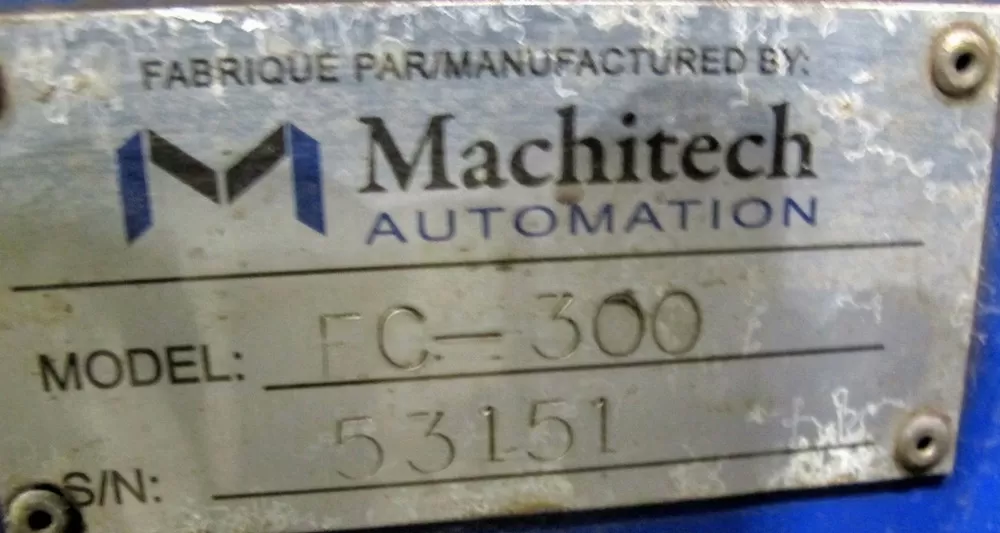 FABRIQUE PAR/MANUFACTURED BY:
Machitech
AUTOMATION
MODEL: FC-300
S/N: 53151